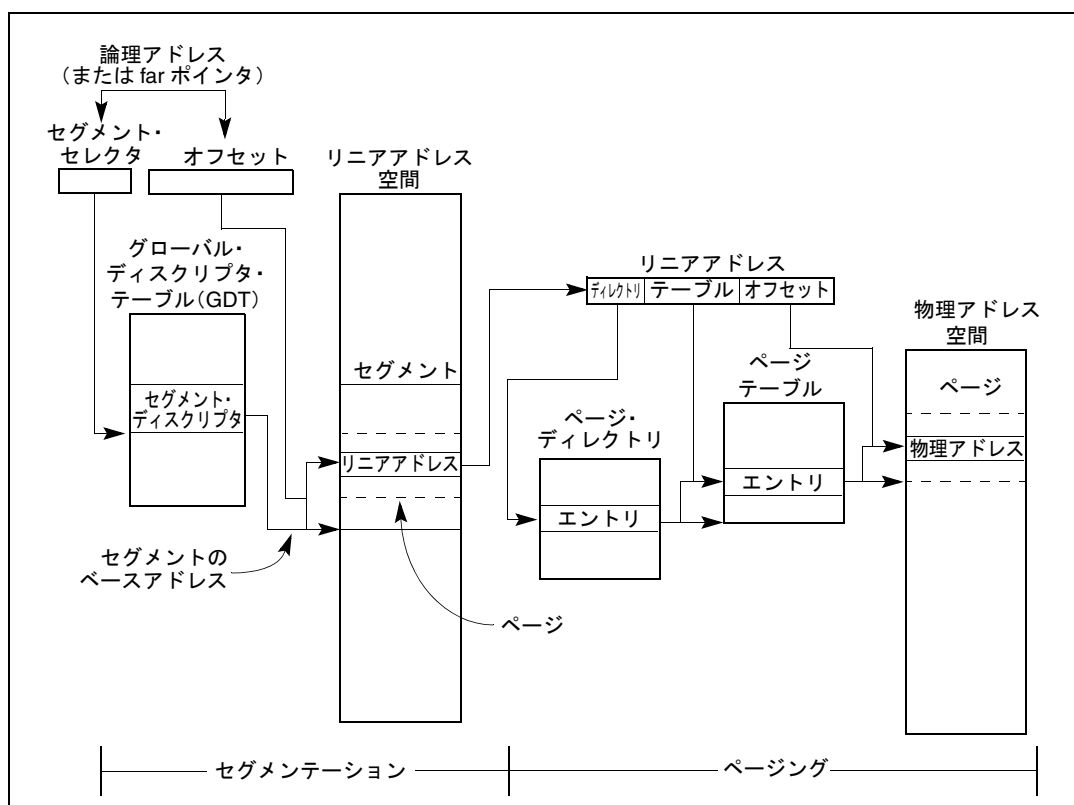 論理アドレス
（または far ポインタ）
セグメント・
セレクタ
オフセット
リニアアドレス
空間
グローバル・
ディスクリプタ・
テーブル（GDT）
セグメント・
ディスクリプタ
セグメントの
ベースアドレス
セグメント
リニアアドレス
ページ
リニアアドレス
ディレクトリ
テーブル
オフセット
ページ・
ディレクトリ
エントリ
ページ
テーブル
エントリ
物理アドレス
空間
ページ
物理アドレス
セグメンテーション
ページング